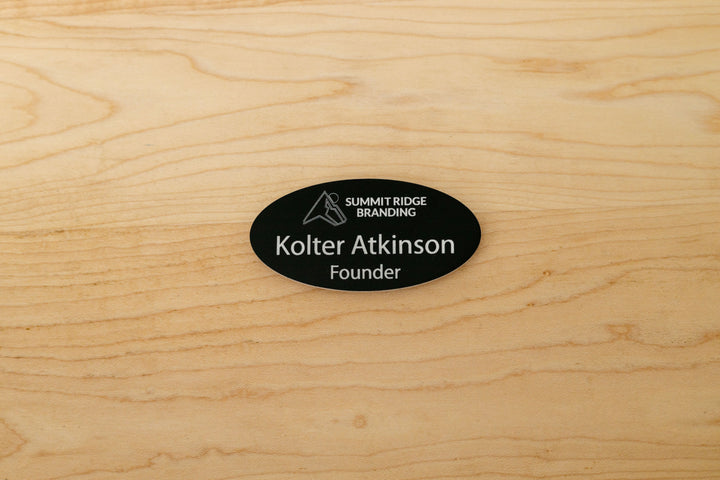 SUMMIT RIDGE
BRANDING
Kolter Atkinson
Founder